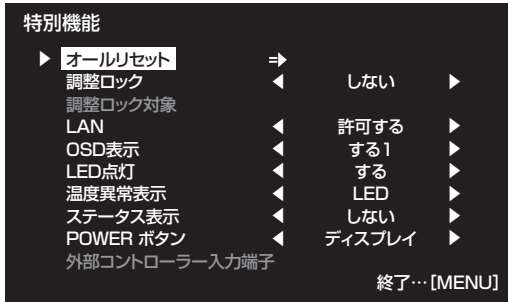 特別機能
オールリセット
調整ロック しない
調整ロック対象
LAN 許可する
OSD表示 する1
LED点灯 する
温度異常表示 LED
ステータス表示 しない
POWER ボタン ディスプレイ
外部コントローラー入力端子
終了…[MENU]